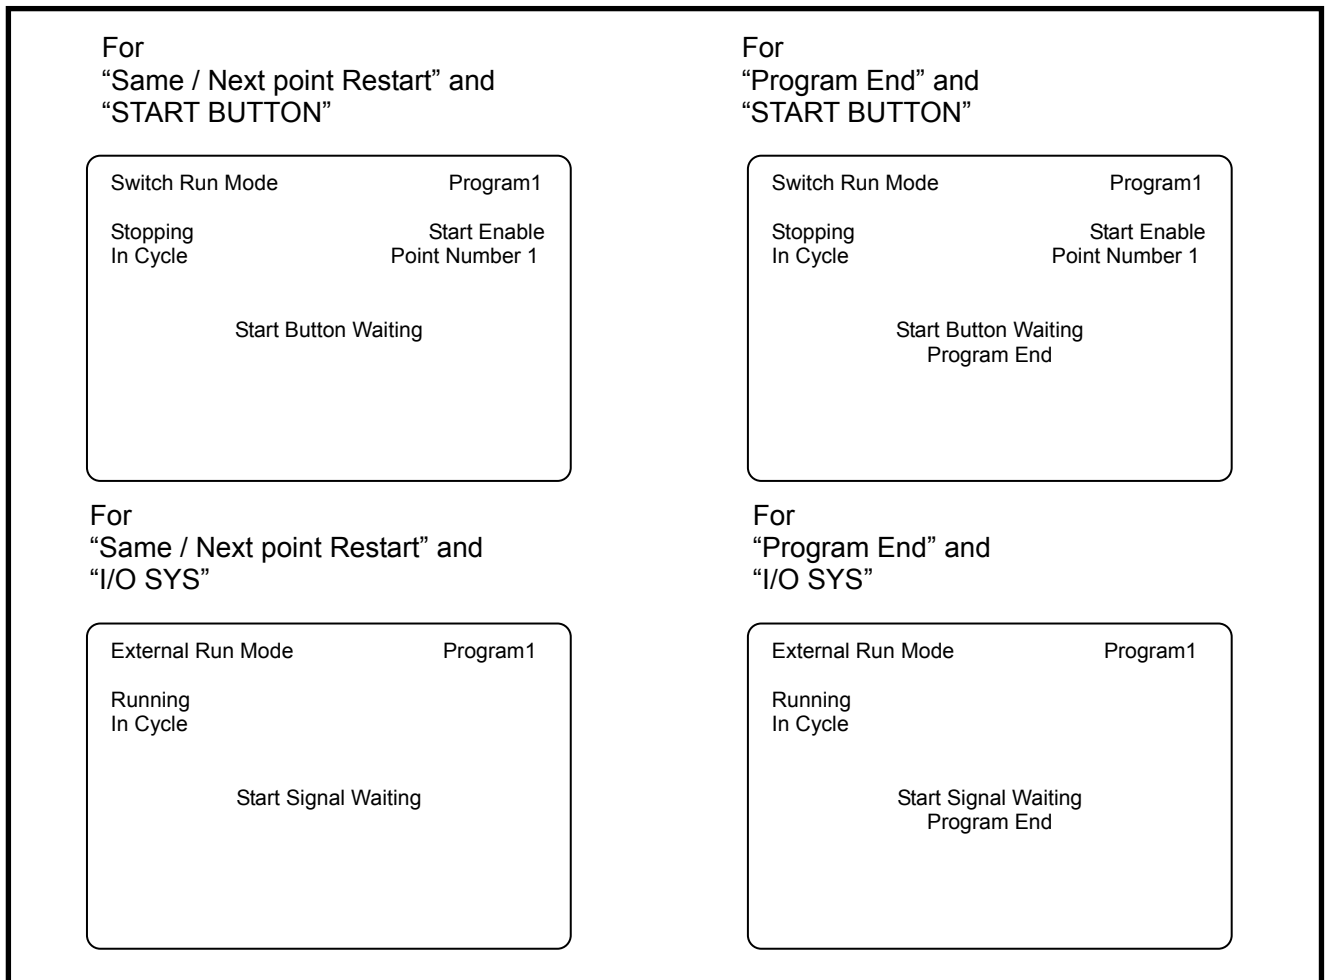 For
“Same / Next point Restart” and
“START BUTTON”
Switch Run Mode Program1
Stopping Start Enable
In Cycle Point Number 1
Start Button Waiting
For
“Program End” and
“START BUTTON”
Switch Run Mode Program1
Stopping Start Enable
In Cycle Point Number 1
Start Button Waiting
Program End
For
“Same / Next point Restart” and
“I/O SYS”
External Run Mode Program1
Running
In Cycle
Start Signal Waiting
For
“Program End” and
“I/O SYS”
External Run Mode Program1
Running
In Cycle
Start Signal Waiting
Program End